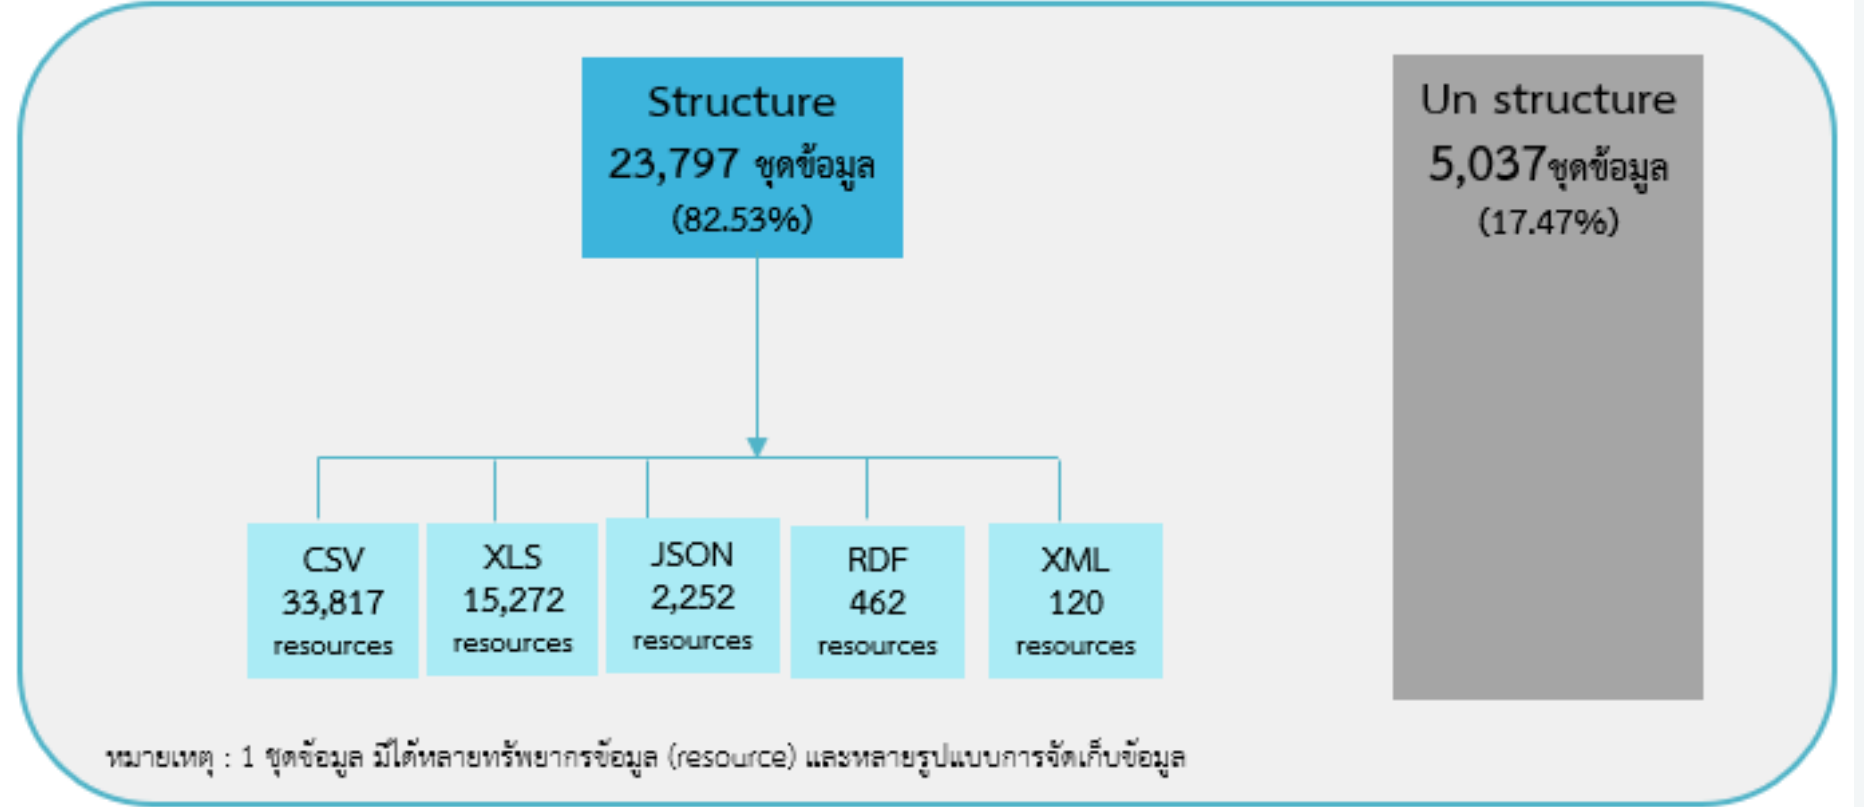 Structure
23,797 ชุดข้อมูล
(82.53%)
Un structure
5,037ชุดข้อมูล
(17.47%)
CSV
33,817
resources
XLS
15,272
resources
JSON
2,252
resources
RDF
462
resources
XML
120
resources
หมายเหตุ : 1 ชุดข้อมูล มีได้หลายทรัพยากรข้อมูล (resource) และหลายรูปแบบการจัดเก็บข้อมูล